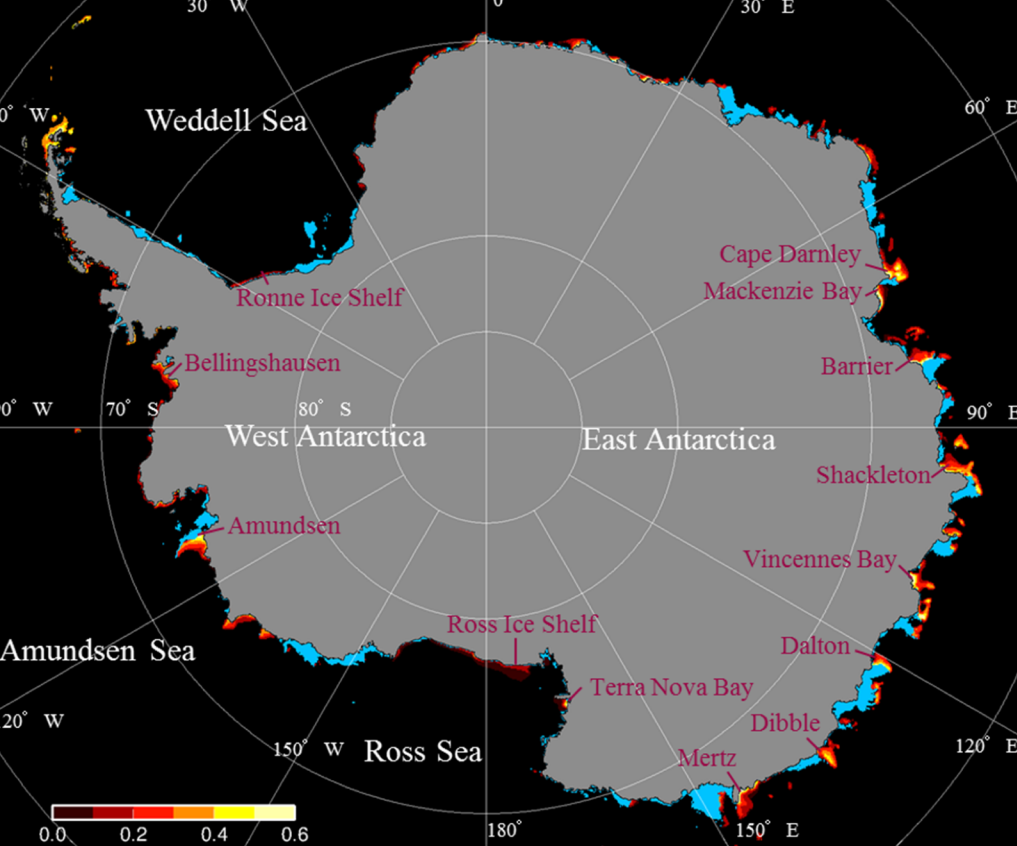 30° W
0
30° E
0° W
Weddell Sea
60° E
Cape Darnley
Mackenzie Bay
Ronne Ice Shelf
Bellingshausen
Barrier
90° W
70° S
80° S
90° E
West Antarctica
East Antarctica
Shackleton
Amundsen
Vincennes Bay
Ross Ice Shelf
Amundsen Sea
Dalton
Terra Nova Bay
20° W
Dibble
150° W
Ross Sea
120° E
Mertz
0.0
0.2
0.4
0.6
180°
150° E